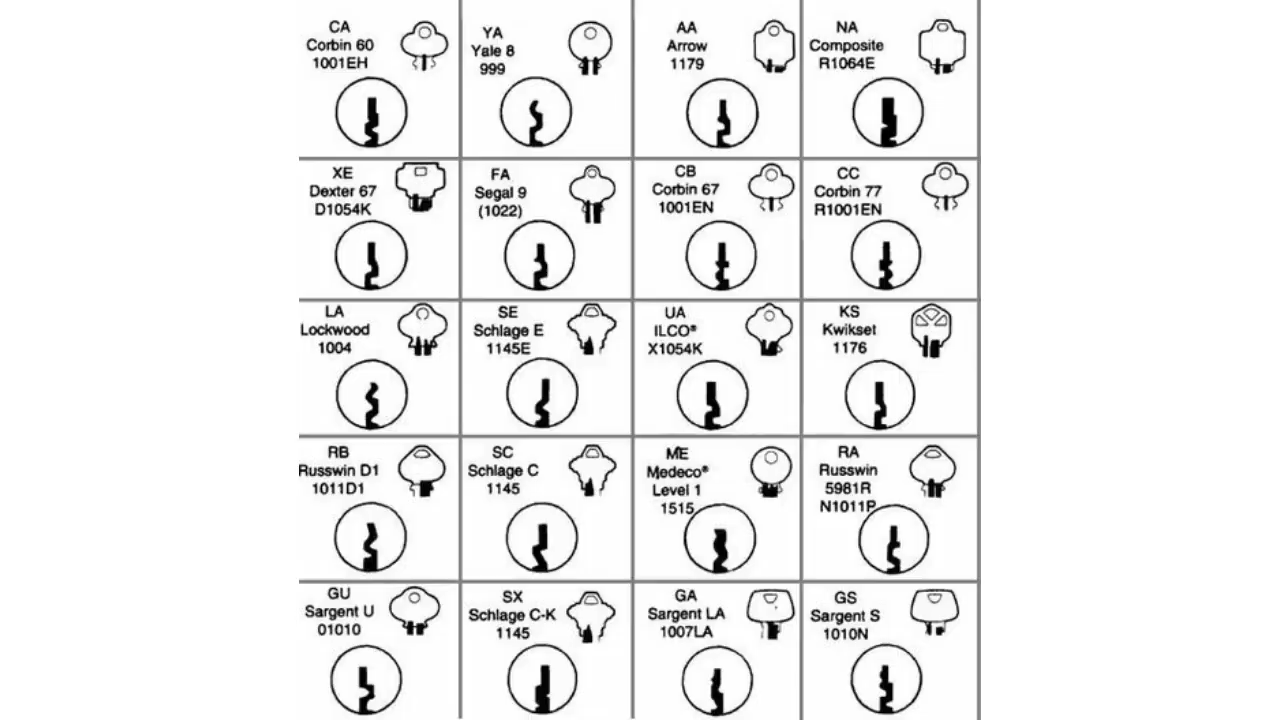 CA
Corbin 60
1001EH
YA
Yale 8
999
AA
Arrow
1179
NA
Composite
R1064E
XE
Dexter 67
D1054K
FA
Segal 9
(1022)
CB
Corbin 67
1001EN
CC
Corbin 77
R1001EN
LA
Lockwood
1004
SE
Schlage E
1145E
UA
ILCO®
X1054K
KS
Kwikset
1176
RB
Russwin D1
1011D1
SC
Schlage C
1145
ME
Medeco®
Level 1
1515
RA
Russwin
5981R
N1011P
GU
Sargent U
01010
SX
Schlage C-K
1145
GA
Sargent LA
1007LA
GS
Sargent S
1010N